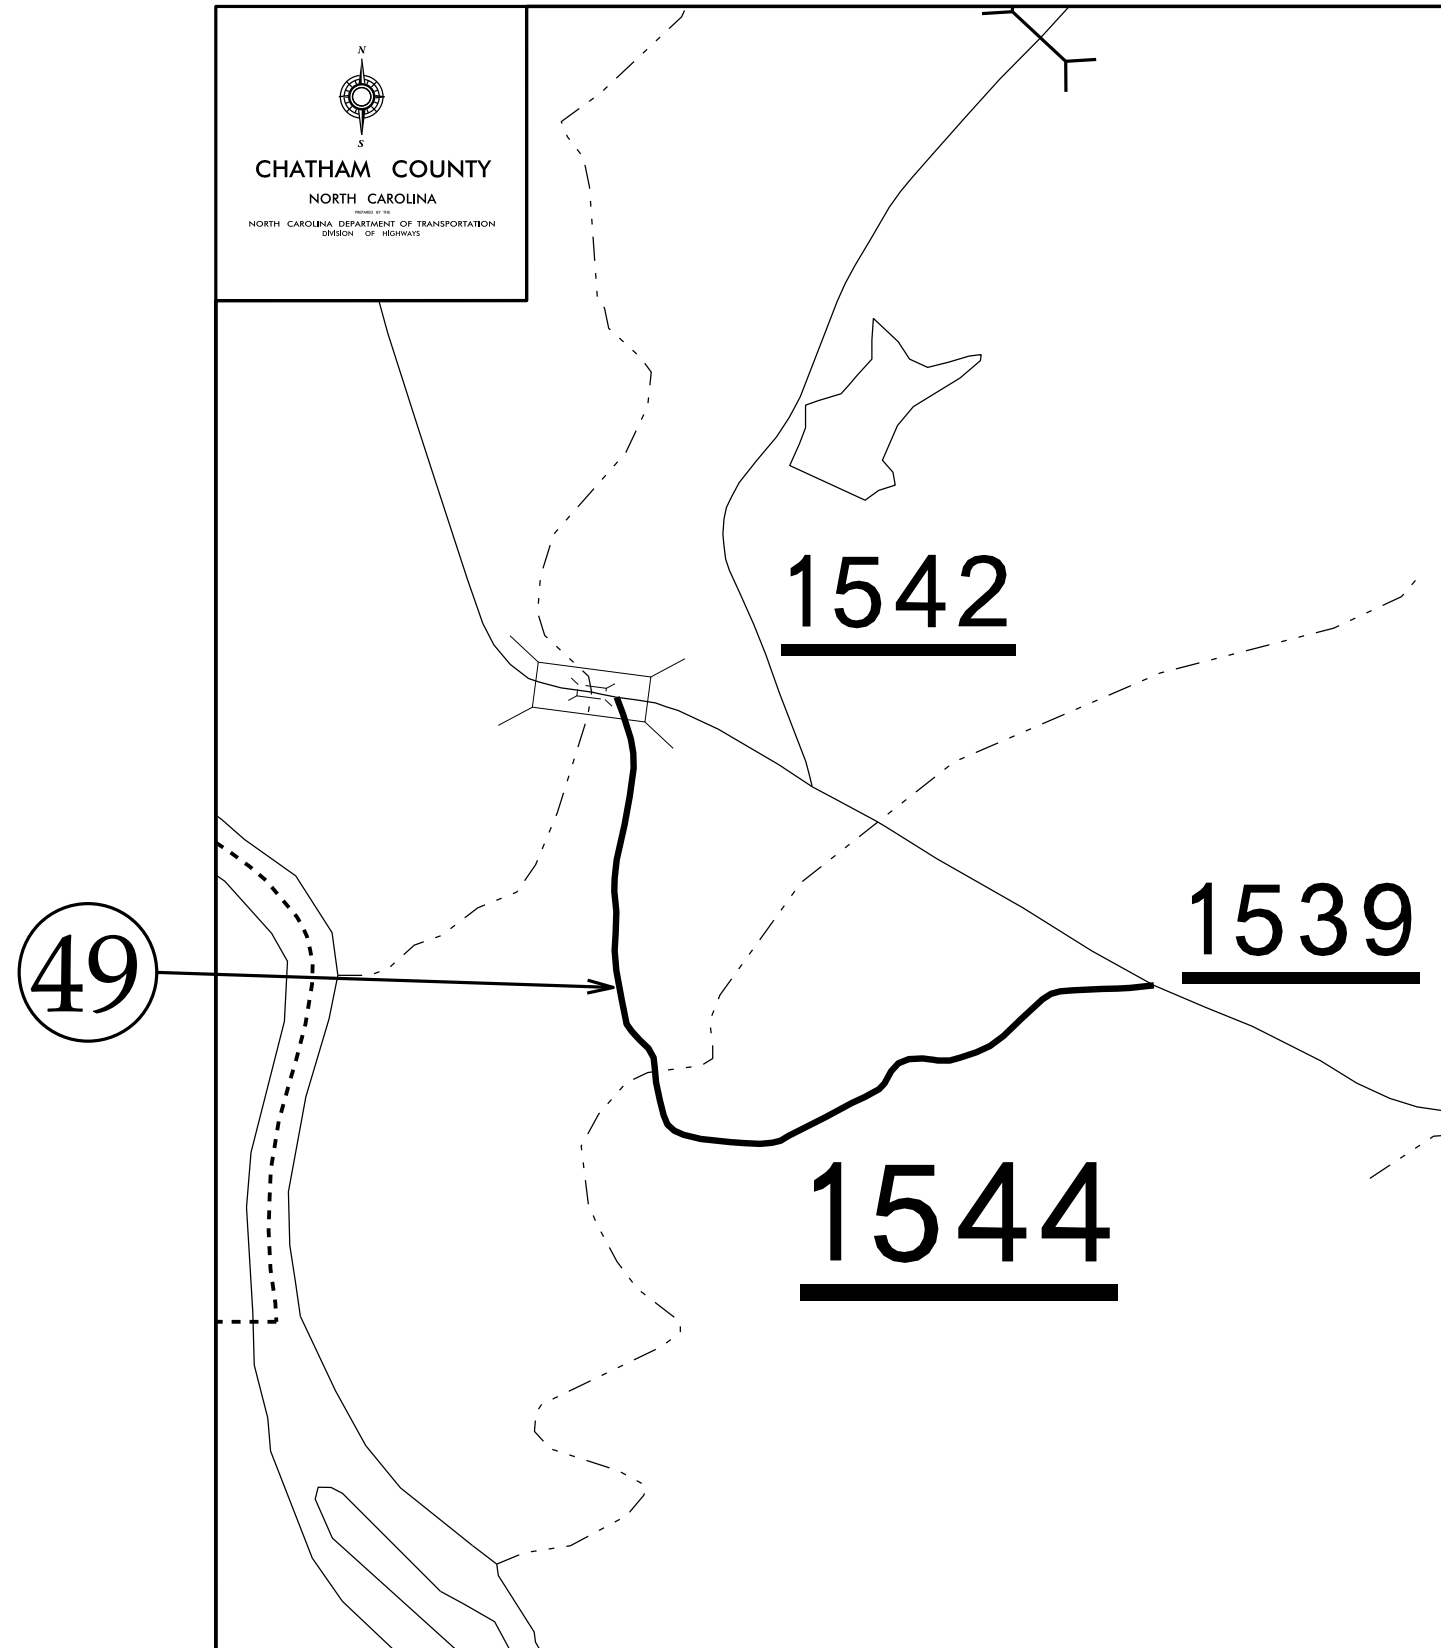 N
S
CHATHAM COUNTY
NORTH CAROLINA
PREPARED BY THE
NORTH CAROLINA DEPARTMENT OF TRANSPORTATION
DIVISION OF HIGHWAYS
1542
1539
49
1544